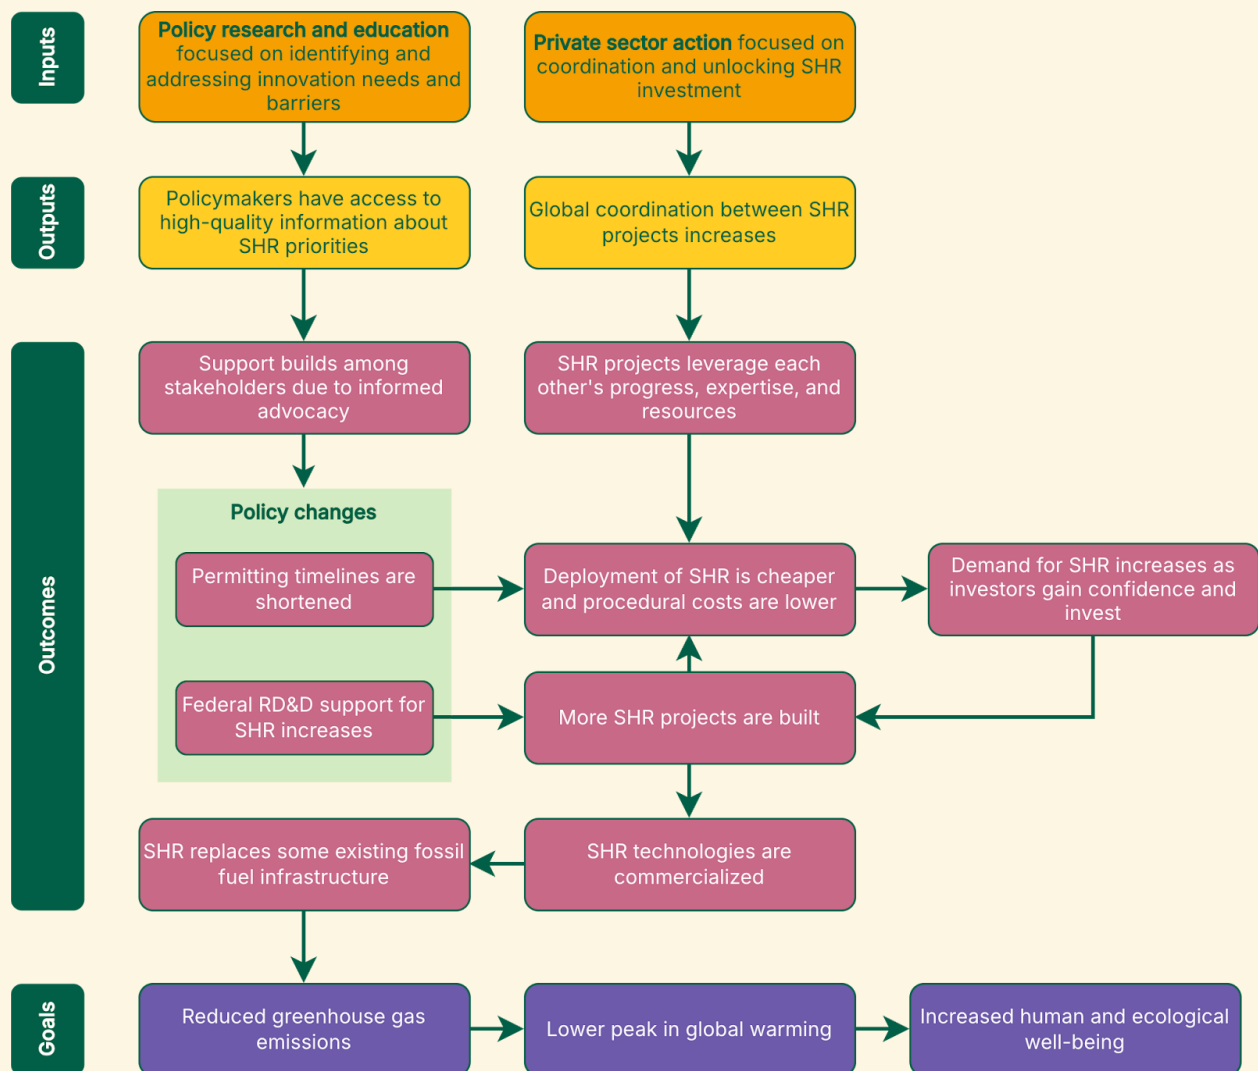 Inputs
Policy research and education
focused on identifying and
addressing innovation needs and
barriers
Private sector action focused on
coordination and unlocking SHR
investment
Outputs
Policymakers have access to
high-quality information about
SHR priorities
Global coordination between SHR
projects increases
Outcomes
Support builds among
stakeholders due to informed
advocacy
SHR projects leverage each
other's progress, expertise, and
resources
Policy changes
Permitting timelines are
shortened
Deployment of SHR is cheaper
and procedural costs are lower
Demand for SHR increases as
investors gain confidence and
invest
Federal RD&D support for
SHR increases
More SHR projects are built
SHR replaces some existing fossil
fuel infrastructure
SHR technologies are
commercialized
Goals
Reduced greenhouse gas
emissions
Lower peak in global warming
Increased human and ecological
well-being